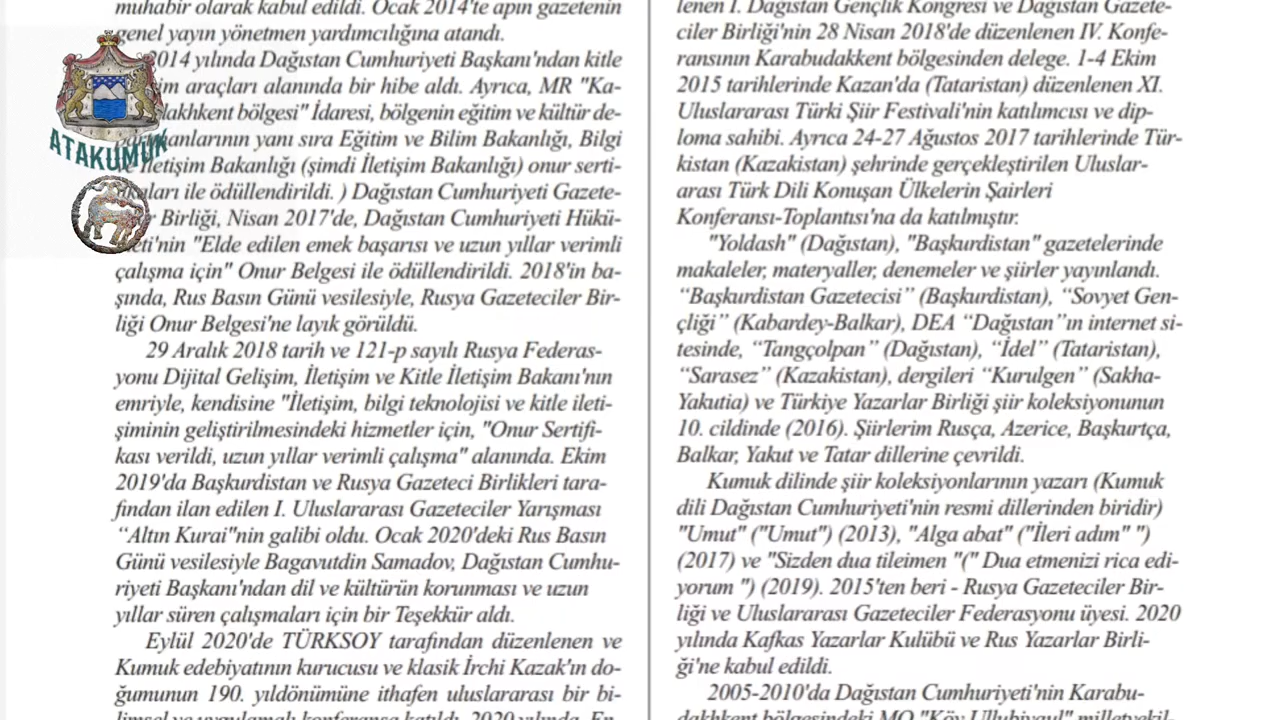 muhabir olarak kabul edildi. Ocak 2014'te apın gazetenin
genel yayın yönetmen yardımcılığına atandı.
2014 yılında Dağıstan Cumhuriyeti Başkanı'ndan kitle
araçları alanında bir hibe aldı. Ayrıca, MR "Ka-
dakhkent bölgesi" İdaresi, bölgenin eğitim ve kültür de-
partmanlarının yanı sıra Eğitim ve Bilim Bakanlığı, Bilgi
ve İletişim Bakanlığı (şimdi İletişim Bakanlığı) onur serti-
ları ile ödüllendirildi. ) Dağıstan Cumhuriyeti Gazete-
Birliği, Nisan 2017'de, Dağıstan Cumhuriyeti Hükü-
meti'nin "Elde edilen emek başarısı ve uzun yıllar verimli
çalışma için" Onur Belgesi ile ödüllendirildi. 2018'in ba-
şında, Rus Basın Günü vesilesiyle, Rusya Gazeteciler Bir-
liği Onur Belgesi'ne layık görüldü.
29 Aralık 2018 tarih ve 121-p sayılı Rusya Federas-
yonu Dijital Gelişim, İletişim ve Kitle İletişim Bakanı'nın
emriyle, kendisine "İletişim, bilgi teknolojisi ve kitle ileti-
şiminin geliştirilmesindeki hizmetler için, "Onur Sertifi-
kası verildi, uzun yıllar verimli çalışma" alanında. Ekim
2019'da Başkurdistan ve Rusya Gazeteci Birlikleri tara-
fından ilan edilen I. Uluslararası Gazeteciler Yarışması
“Altın Kurai"nin galibi oldu. Ocak 2020'deki Rus Basın
Günü vesilesiyle Bagavutdin Samadov, Dağıstan Cumhu-
riyeti Başkanı'ndan dil ve kültürün korunması ve uzun
yıllar süren çalışmaları için bir Teşekkür aldı.
Eylül 2020'de TÜRKSOY tarafından düzenlenen ve
Kumuk edebiyatının kurucusu ve klasik İrchi Kazak'ın do-
ğumunun 190. yıldönümüne ithafen uluslararası bir bi-
limsel ve uygulamalı konferansa katıldı. 2020 yılında, En-
lenen I. Dağıstan Gençlik Kongresi ve Dağıstan Gazete-
ciler Birliği'nin 28 Nisan 2018'de düzenlenen IV. Konfe-
ransının Karabudakkent bölgesinden delege. 1-4 Ekim
2015 tarihlerinde Kazan'da (Tataristan) düzenlenen XI.
Uluslararası Türki Şiir Festivali'nin katılımcısı ve dip-
loma sahibi. Ayrıca 24-27 Ağustos 2017 tarihlerinde Tür-
kistan (Kazakistan) şehrinde gerçekleştirilen Uluslar-
arası Türk Dili Konuşan Ülkelerin Şairleri
Konferansı-Toplantısı'na da katılmıştır.
"Yoldash" (Dağıstan), "Başkurdistan" gazetelerinde
makaleler, materyaller, denemeler ve şiirler yayınlandı.
“Başkurdistan Gazetecisi” (Başkurdistan), “Sovyet Gen-
çliği” (Kabardey-Balkar), DEA “Dağıstan”ın internet si-
tesinde, “Tangçolpan” (Dağıstan), “İdel” (Tataristan),
“Sarasez” (Kazakistan), dergileri “Kurulgen” (Sakha-
Yakutia) ve Türkiye Yazarlar Birliği şiir koleksiyonunun
10. cildinde (2016). Şiirlerim Rusça, Azerice, Başkurtça,
Balkar, Yakut ve Tatar dillerine çevrildi.
Kumuk dilinde şiir koleksiyonlarının yazarı (Kumuk
dili Dağıstan Cumhuriyeti'nin resmi dillerinden biridir)
"Umut" ("Umut") (2013), "Alga abat" ("İleri adım" ")
(2017) ve "Sizden dua tileimen "(" Dua etmenizi rica edi-
yorum ") (2019). 2015'ten beri - Rusya Gazeteciler Bir-
liği ve Uluslararası Gazeteciler Federasyonu üyesi. 2020
yılında Kafkas Yazarlar Kulübü ve Rus Yazarlar Birli-
ği'ne kabul edildi.
2005-2010'da Dağıstan Cumhuriyeti'nin Karabu-
dakhkent bölgesindeki MO "Köy Ullubiyaul" milletvekil-
ATAKUMUK